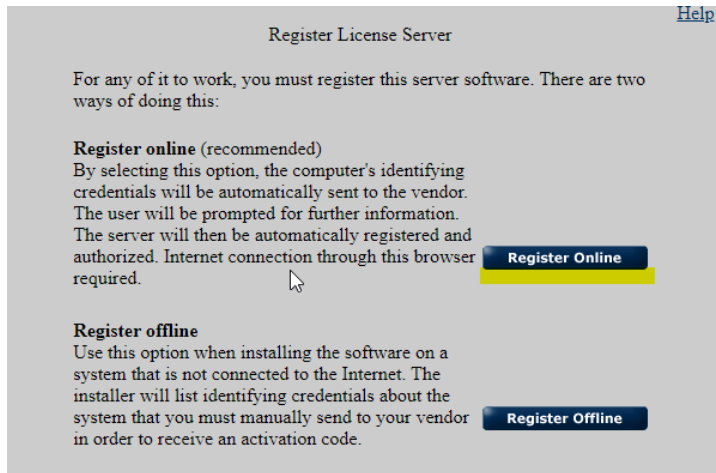 Help
Register License Server
For any of it to work, you must register this server software. There are two
ways of doing this:
Register online (recommended)
By selecting this option, the computer's identifying
credentials will be automatically sent to the vendor.
The user will be prompted for further information.
The server will then be automatically registered and
authorized. Internet connection through this browser
required.
Register Online
Register offline
Use this option when installing the software on a
system that is not connected to the Internet. The
installer will list identifying credentials about the
system that you must manually send to your vendor
in order to receive an activation code.
Register Offline